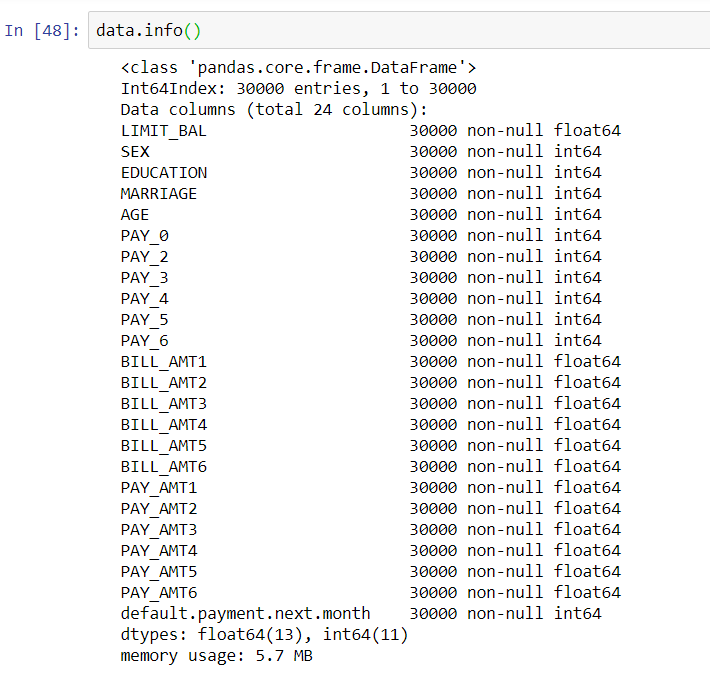 In [48]: data.info()
<class 'pandas.core.frame.DataFrame'>
Int64Index: 30000 entries, 1 to 30000
Data columns (total 24 columns):
LIMIT_BAL                     30000 non-null float64
SEX                           30000 non-null int64
EDUCATION                     30000 non-null int64
MARRIAGE                      30000 non-null int64
AGE                           30000 non-null int64
PAY_0                         30000 non-null int64
PAY_2                         30000 non-null int64
PAY_3                         30000 non-null int64
PAY_4                         30000 non-null int64
PAY_5                         30000 non-null int64
PAY_6                         30000 non-null int64
BILL_AMT1                     30000 non-null float64
BILL_AMT2                     30000 non-null float64
BILL_AMT3                     30000 non-null float64
BILL_AMT4                     30000 non-null float64
BILL_AMT5                     30000 non-null float64
BILL_AMT6                     30000 non-null float64
PAY_AMT1                      30000 non-null float64
PAY_AMT2                      30000 non-null float64
PAY_AMT3                      30000 non-null float64
PAY_AMT4                      30000 non-null float64
PAY_AMT5                      30000 non-null float64
PAY_AMT6                      30000 non-null float64
default.payment.next.month    30000 non-null int64
dtypes: float64(13), int64(11)
memory usage: 5.7 MB